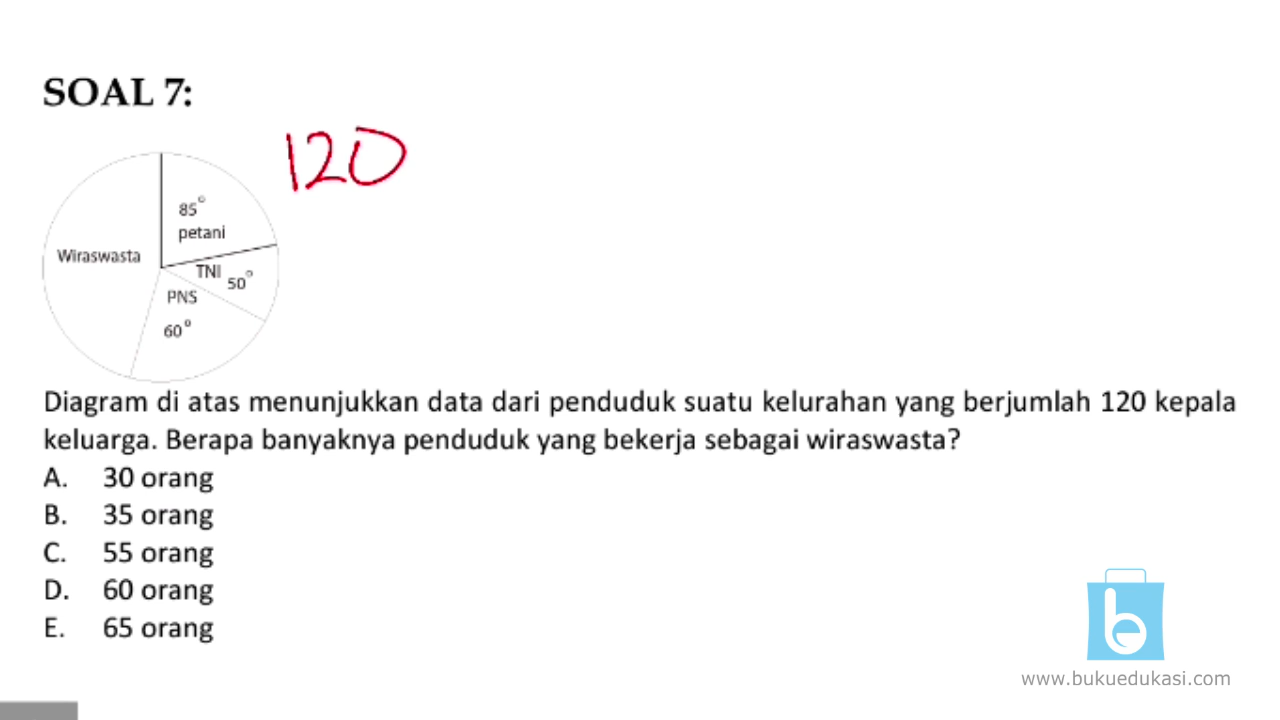 SOAL 7:
120
85°
petani
Wiraswasta
TNI 50°
PNS
60°
Diagram di atas menunjukkan data dari penduduk suatu kelurahan yang berjumlah 120 kepala
keluarga. Berapa banyaknya penduduk yang bekerja sebagai wiraswasta?
A. 30 orang
B. 35 orang
C. 55 orang
D. 60 orang
E. 65 orang
www.bukuedukasi.com